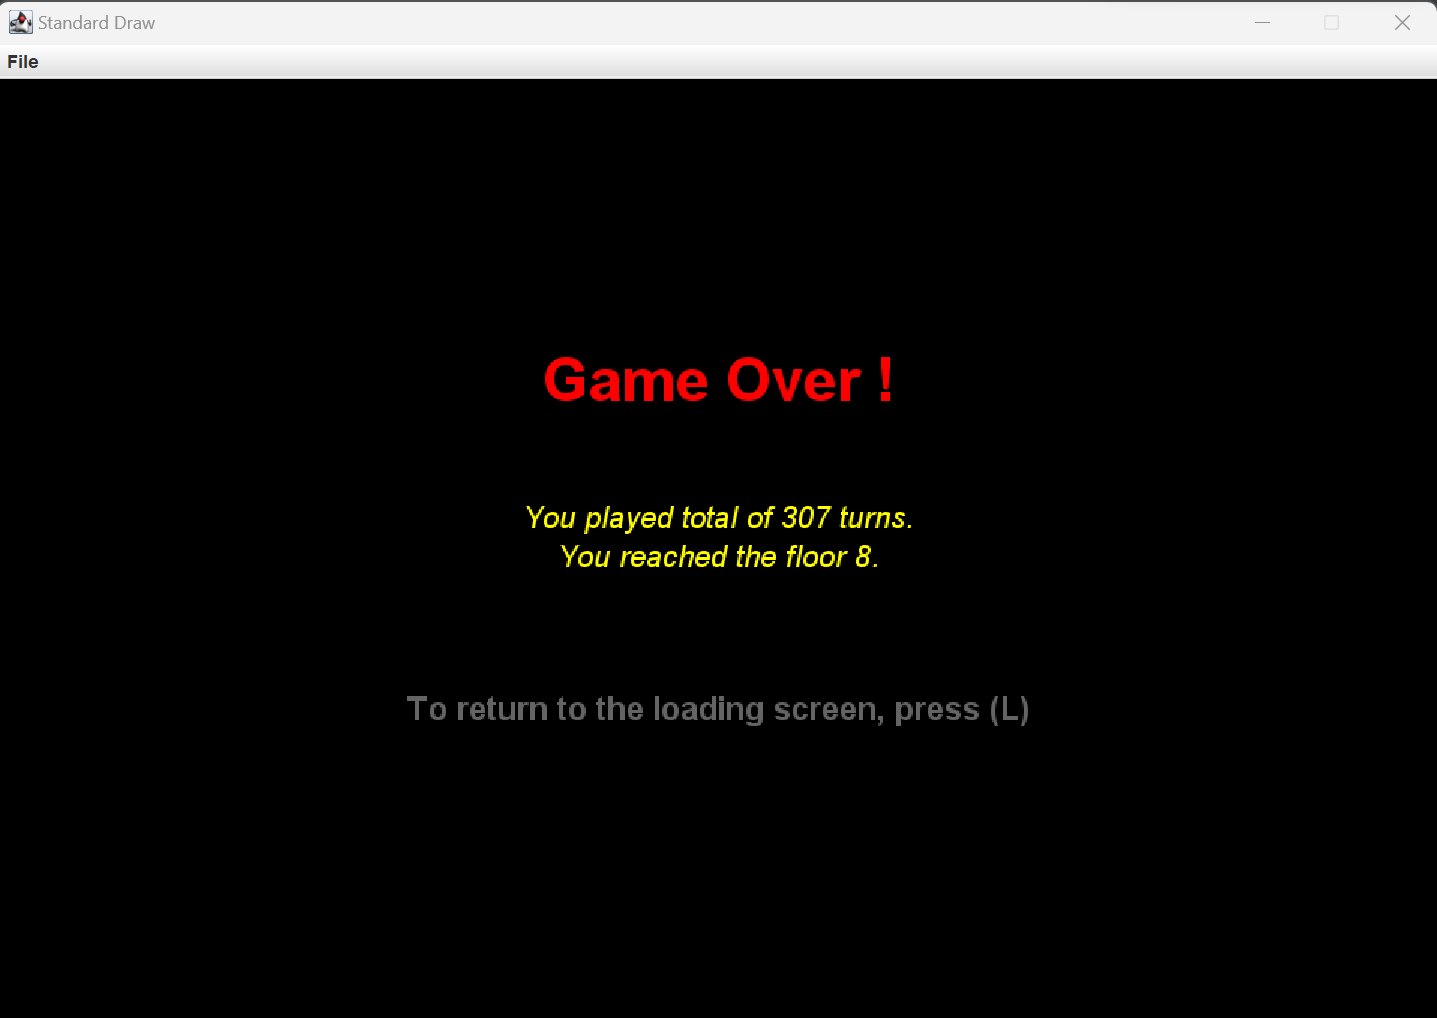 Standard Draw
File
Game Over !
You played total of 307 turns.
You reached the floor 8.
To return to the loading screen, press (L)